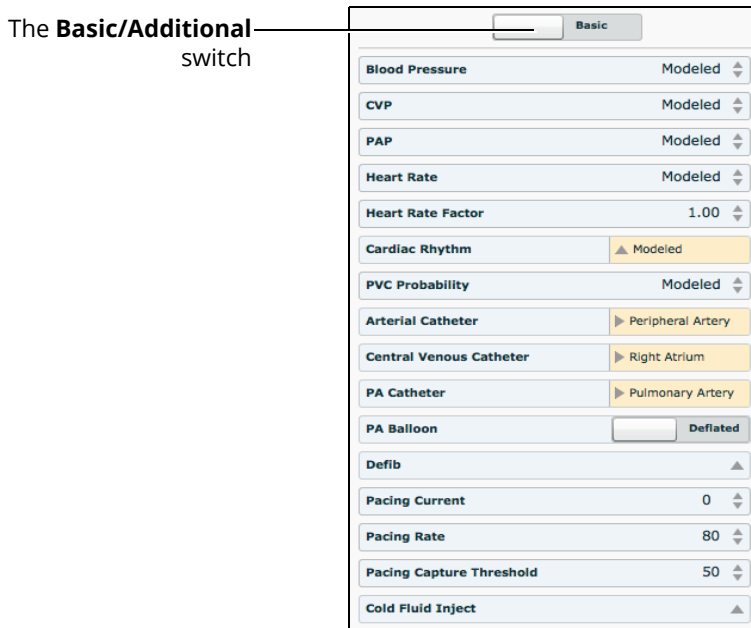 The Basic/Additional
switch
Basic
Blood Pressure Modeled
CVP Modeled
PAP Modeled
Heart Rate Modeled
Heart Rate Factor 1.00
Cardiac Rhythm Modeled
PVC Probability Modeled
Arterial Catheter Peripheral Artery
Central Venous Catheter Right Atrium
PA Catheter Pulmonary Artery
PA Balloon Deflated
Defib
Pacing Current 0
Pacing Rate 80
Pacing Capture Threshold 50
Cold Fluid Inject